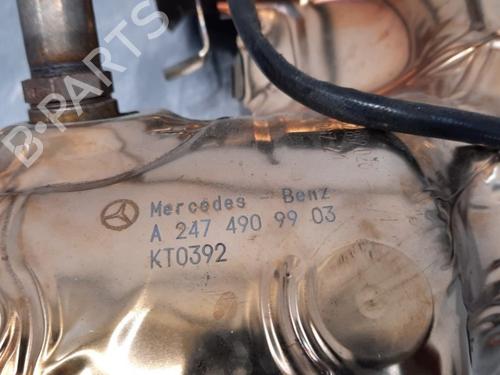 B-PARTS
Mercedes - Benz
A 247 490 99 03
KT0392